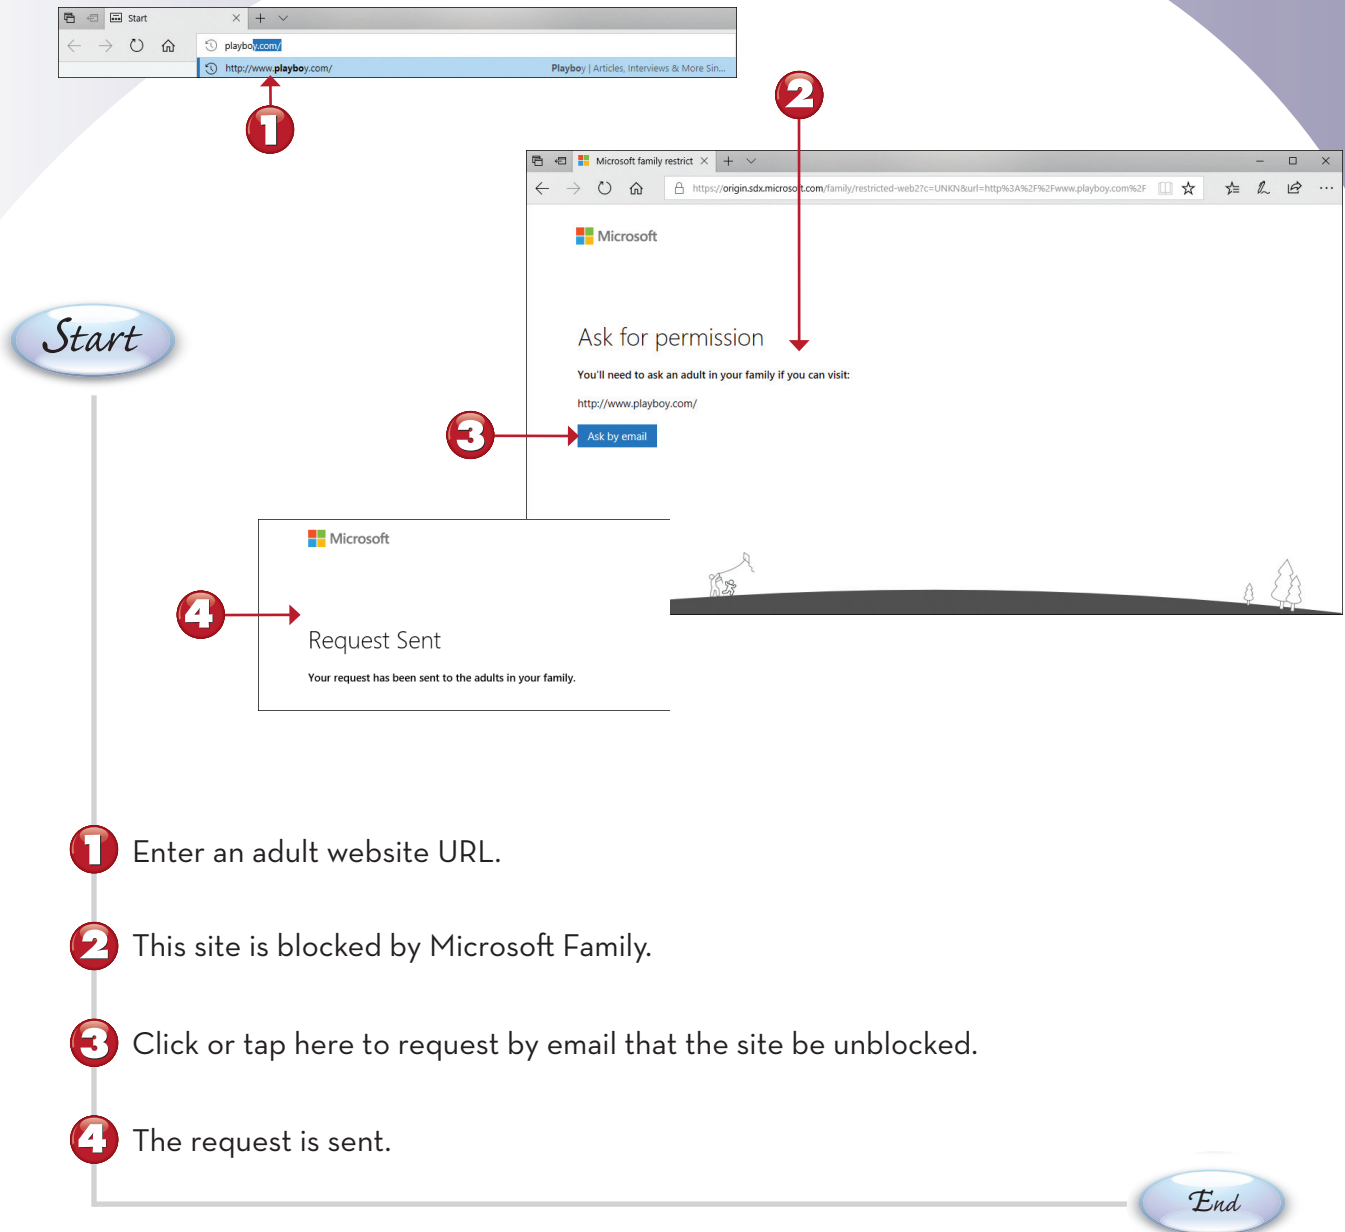 Start
playboy.com/
http://www.playboy.com/ Playboy | Articles, Interviews & More Sin...
1
2
Microsoft family restrict
https://origin.sdx.microsoft.com/family/restricted-web2?c=UNKN&url=http%3A%2F%2Fwww.playboy.com%2F
Microsoft
Start
Ask for permission
You'll need to ask an adult in your family if you can visit:
http://www.playboy.com/
3
Ask by email
Microsoft
4
Request Sent
Your request has been sent to the adults in your family.
1 Enter an adult website URL.
2 This site is blocked by Microsoft Family.
3 Click or tap here to request by email that the site be unblocked.
4 The request is sent.
End